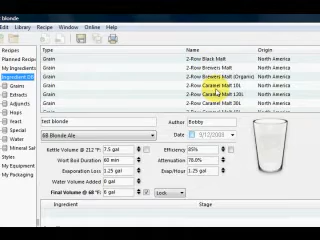 blonde
Edit Library Recipe Window Online Help
Recipes
Planned Recipe
My Ingredients
Ingredient DB
Grains
Extracts
Adjuncts
Hops
Yeast
Special
Water
Styles
My Equipment
My Packaging
Type Name Origin
Grain 2-Row Black Malt North America
Grain 2-Row Brewers Malt North America
Grain 2-Row Brewers Malt (Organic) North America
Grain 2-Row Caramel Malt 10L North America
Grain 2-Row Caramel Malt 120L North America
Grain 2-Row Caramel Malt 30L North America
test blonde Author Bobby
6B Blonde Ale Date 9/12/2008
Kettle Volume @ 212 °F: 7.5 gal Efficiency 85%
Wort Boil Duration 60 min Attenuation 78.0%
Evaporation Loss 1.25 gal Evap/Hour 1.25 gal
Water Volume Added 0 gal
Final Volume @ 68 °F: 6 gal Lock
Ingredient Stage